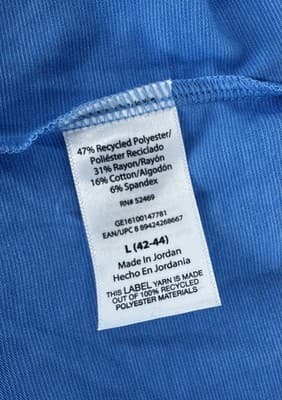 47% Recycled Polyester/
Poliéster Reciclado
31% Rayon/Rayón
16% Cotton/Algodón
6% Spandex
RN# 52469
GE16100147781
EAN/UPC 8 89424268667
L (42-44)
Made In Jordan
Hecho En Jordania
THIS LABEL YARN IS MADE
OUT OF 100% RECYCLED
POLYESTER MATERIALS